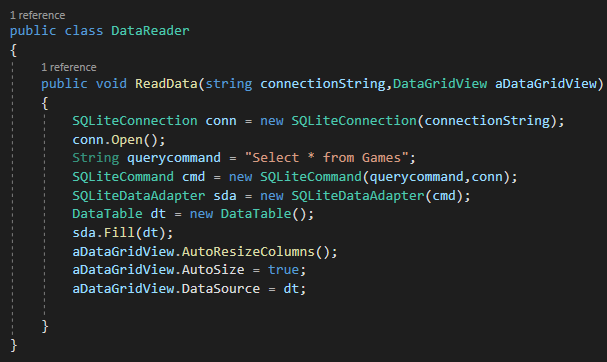 1 reference
public class DataReader
{
1 reference
public void ReadData(string connectionString,DataGridView aDataGridView)
{
SQLiteConnection conn = new SQLiteConnection(connectionString);
conn.Open();
String querycommand = "Select * from Games";
SQLiteCommand cmd = new SQLiteCommand(querycommand,conn);
SQLiteDataAdapter sda = new SQLiteDataAdapter(cmd);
DataTable dt = new DataTable();
sda.Fill(dt);
aDataGridView.AutoResizeColumns();
aDataGridView.AutoSize = true;
aDataGridView.DataSource = dt;
}
}